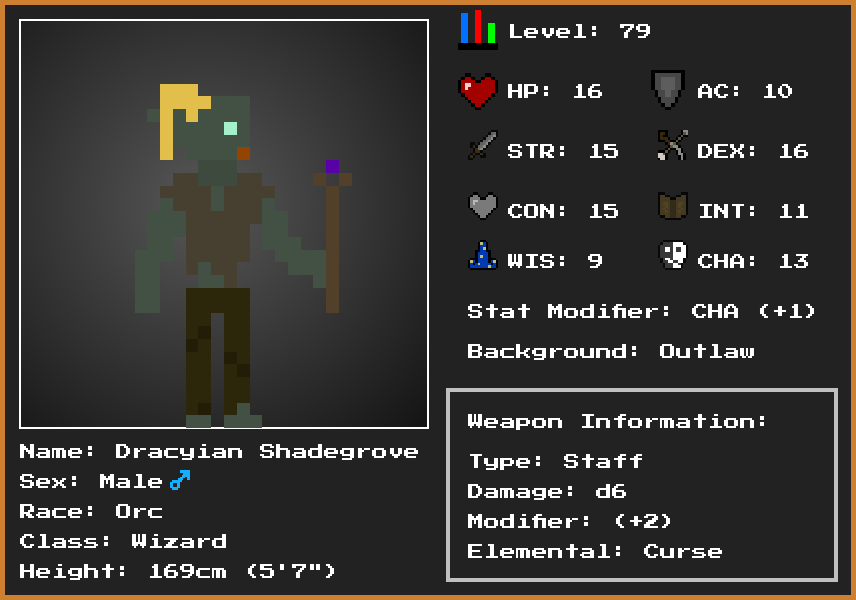 Level: 79
HP: 16
AC: 10
STR: 15
DEX: 16
CON: 15
INT: 11
WIS: 9
CHA: 13
Stat Modifier: CHA (+1)
Background: Outlaw
Weapon Information:
Type: Staff
Damage: d6
Modifier: (+2)
Elemental: Curse
Name: Dracyian Shadegrove
Sex: Male ♂
Race: Orc
Class: Wizard
Height: 169cm (5'7")